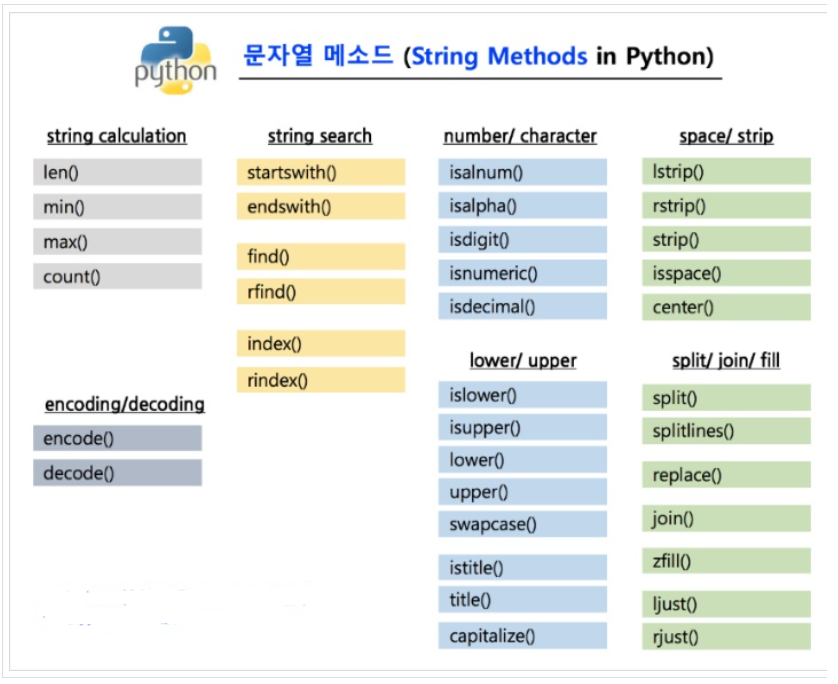 python
문자열 메소드 (String Methods in Python)
string calculation
len()
min()
max()
count()
encoding/decoding
encode()
decode()
string search
startswith()
endswith()
find()
rfind()
index()
rindex()
number/ character
isalnum()
isalpha()
isdigit()
isnumeric()
isdecimal()
lower/ upper
islower()
isupper()
lower()
upper()
swapcase()
istitle()
title()
capitalize()
space/ strip
lstrip()
rstrip()
strip()
isspace()
center()
split/ join/ fill
split()
splitlines()
replace()
join()
zfill()
ljust()
rjust()